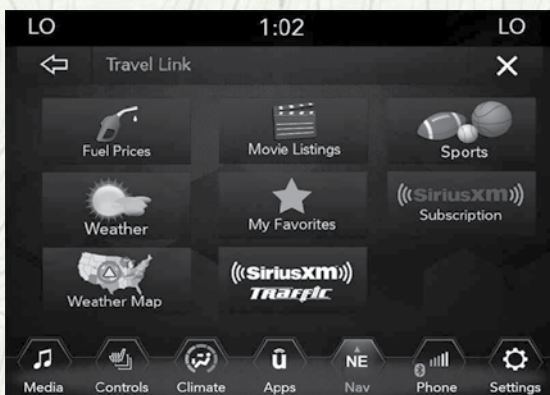 LO 1:02 LO
Travel Link
Fuel Prices Movie Listings Sports
Weather My Favorites ((SiriusXM)) Subscription
Weather Map ((SiriusXM)) Traffic
û NE
Media Controls Climate Apps Nav Phone Settings